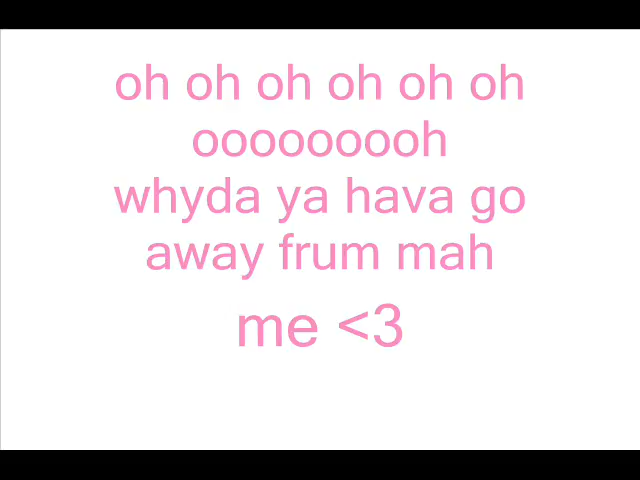 oh oh oh oh oh oh
ooooooooh
whyda ya hava go
away frum mah
me <3